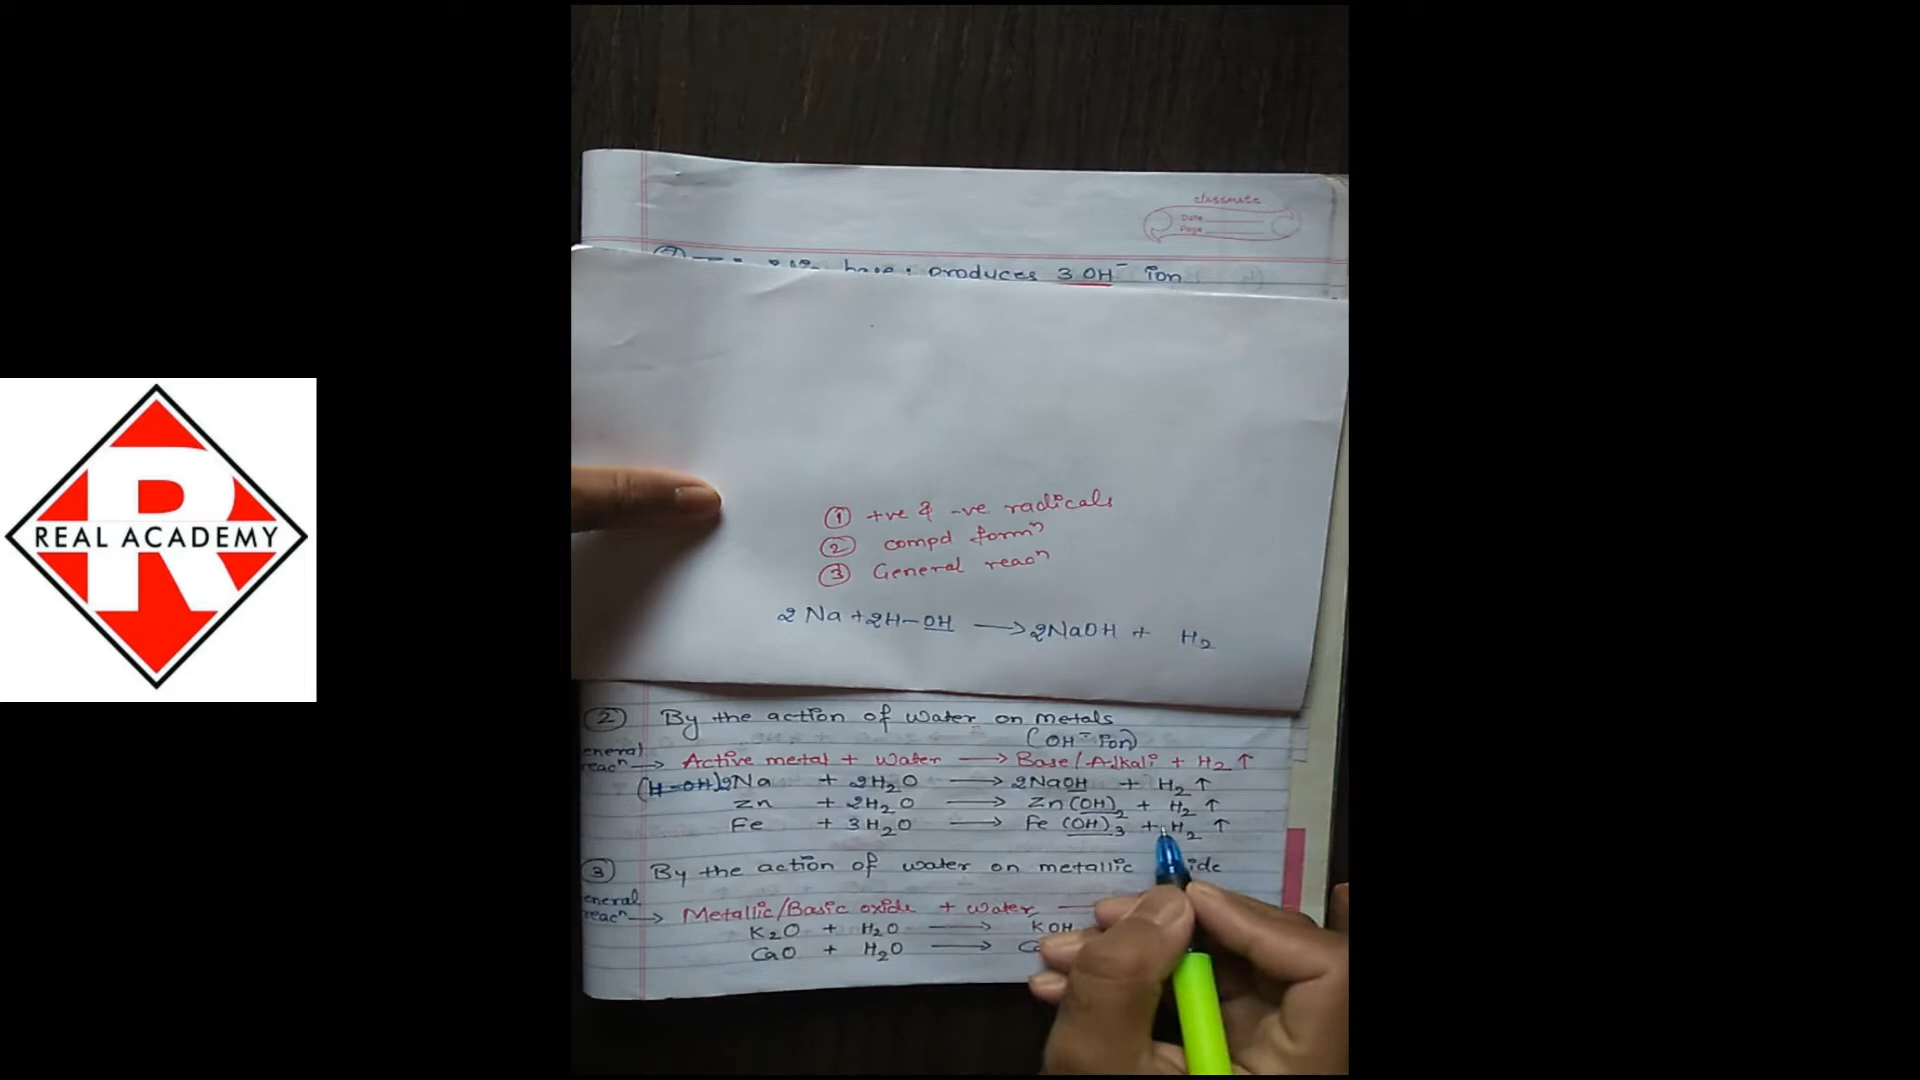 classmate
Date
Page
base: produces 3 OH⁻ ion
① +ve & -ve radicals
② compd formⁿ
③ General reacⁿ
2Na + 2H-OH → 2NaOH + H₂
② By the action of water on metals
(OH⁻ ion)
eneral reacⁿ → Active metal + water → Base/Alkali + H₂ ↑
(H-OH) 2Na + 2H₂O → 2NaOH + H₂ ↑
Zn + 2H₂O → Zn(OH)₂ + H₂ ↑
Fe + 3H₂O → Fe(OH)₃ + H₂ ↑
③ By the action of water on metallic ide
eneral reacⁿ → Metallic/Basic oxide + water →
K₂O + H₂O → KOH
CaO + H₂O → Ca
REAL ACADEMY